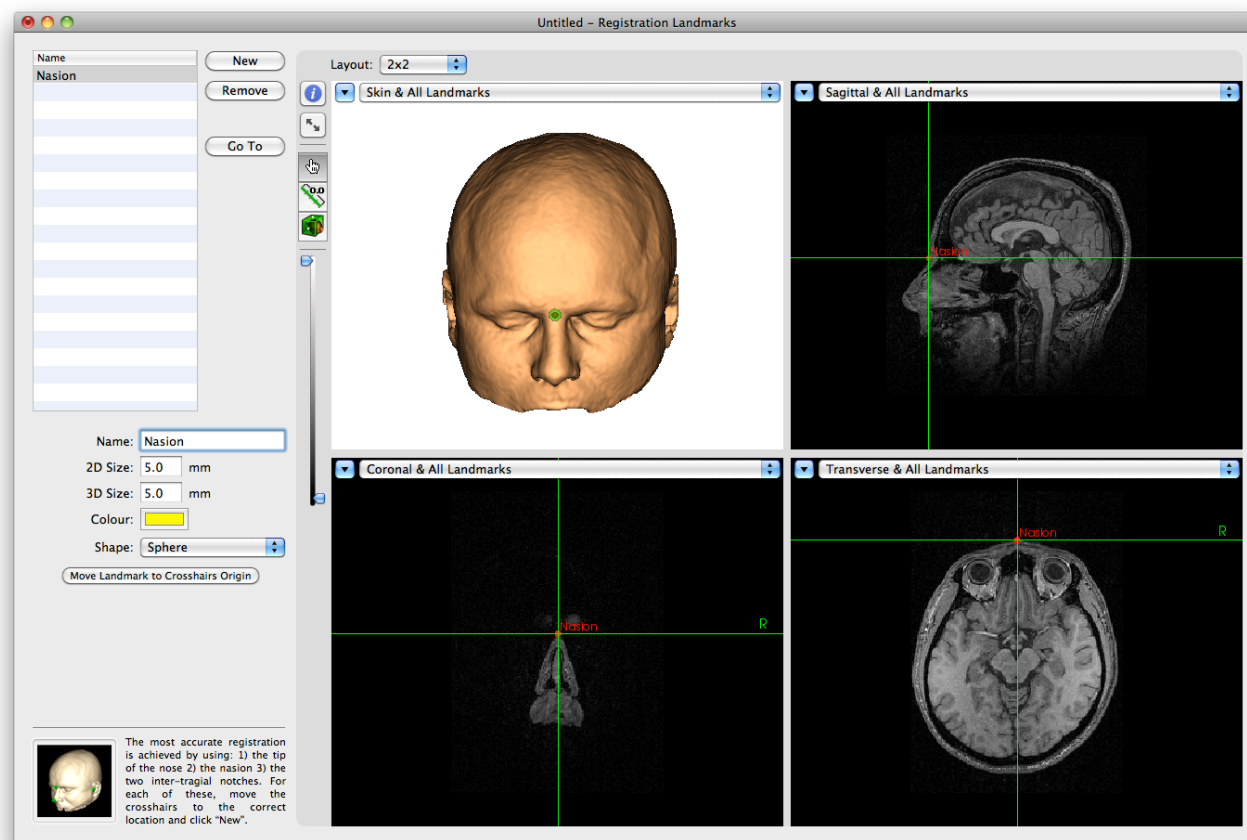 Untitled – Registration Landmarks
Name
Nasion
New
Remove
Go To
Layout: 2x2
Skin & All Landmarks
Sagittal & All Landmarks
0.0
Nasion
Name: Nasion
2D Size: 5.0 mm
3D Size: 5.0 mm
Colour:
Shape: Sphere
Move Landmark to Crosshairs Origin
Coronal & All Landmarks
Transverse & All Landmarks
Nasion
R
Nasion
R
The most accurate registration
is achieved by using: 1) the tip
of the nose 2) the nasion 3) the
two inter-tragial notches. For
each of these, move the
crosshairs to the correct
location and click "New".